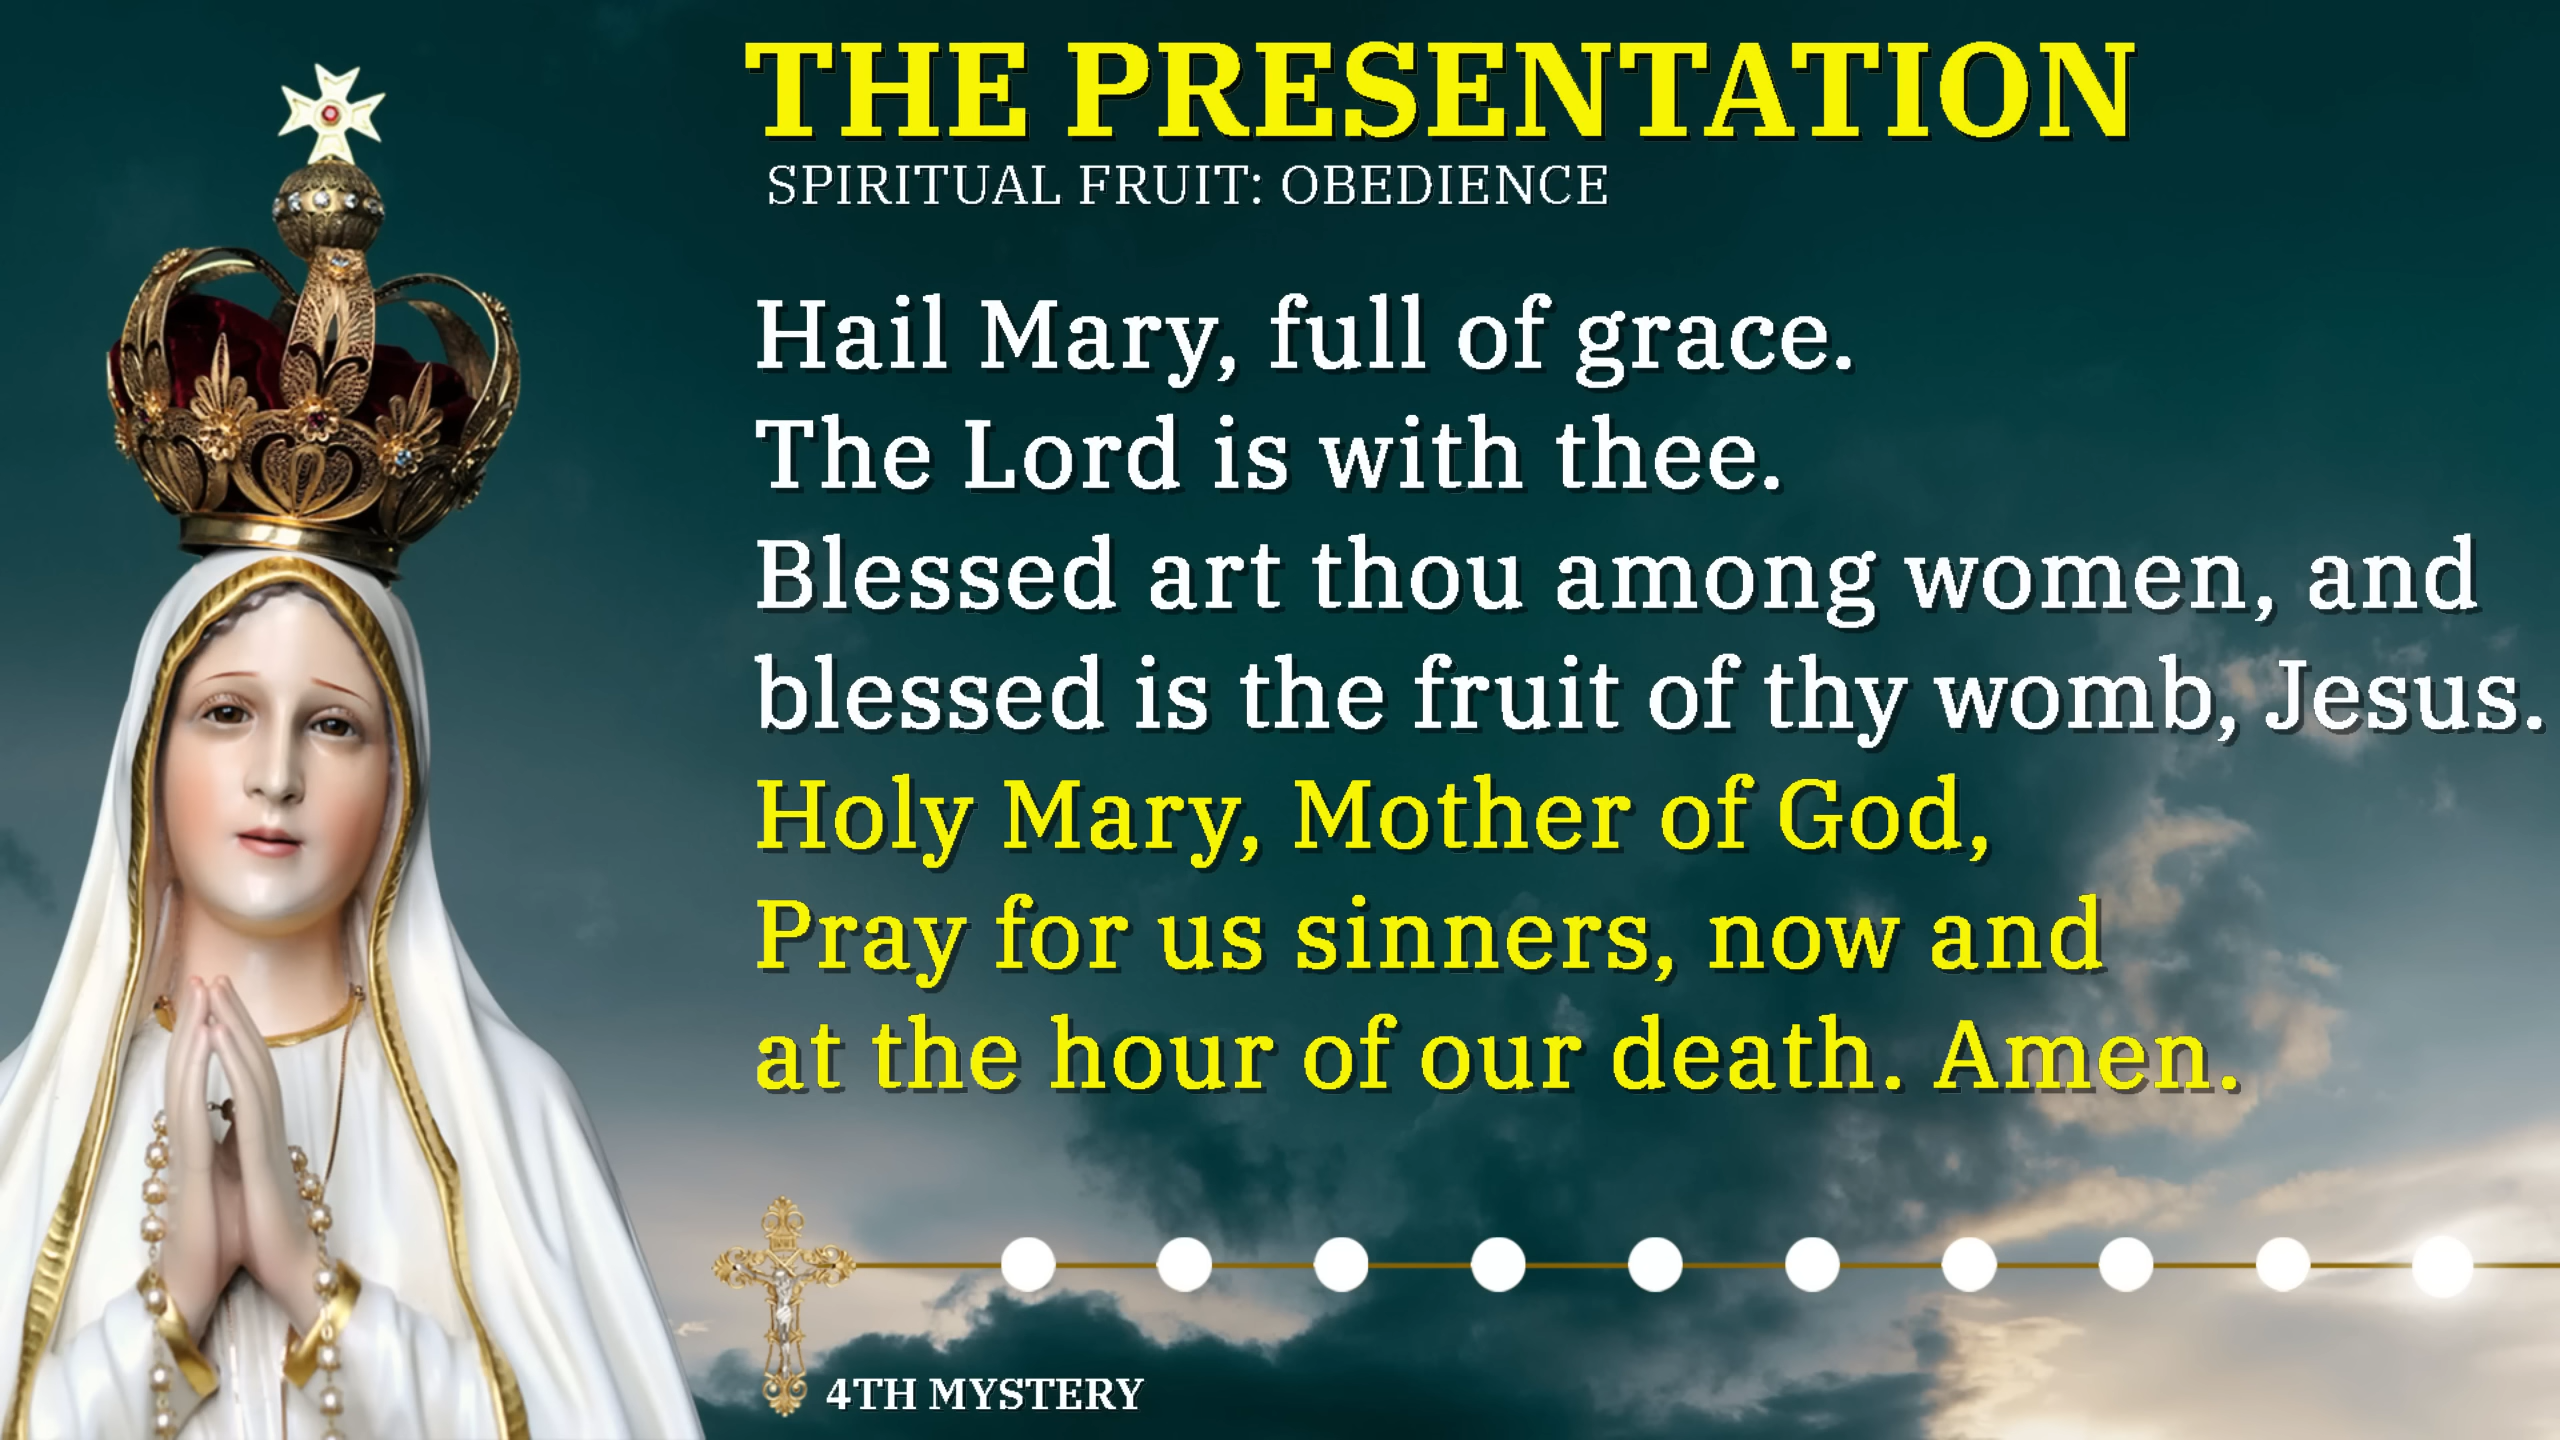 THE PRESENTATION
SPIRITUAL FRUIT: OBEDIENCE
Hail Mary, full of grace.
The Lord is with thee.
Blessed art thou among women, and
blessed is the fruit of thy womb, Jesus.
Holy Mary, Mother of God,
Pray for us sinners, now and
at the hour of our death. Amen.
4TH MYSTERY